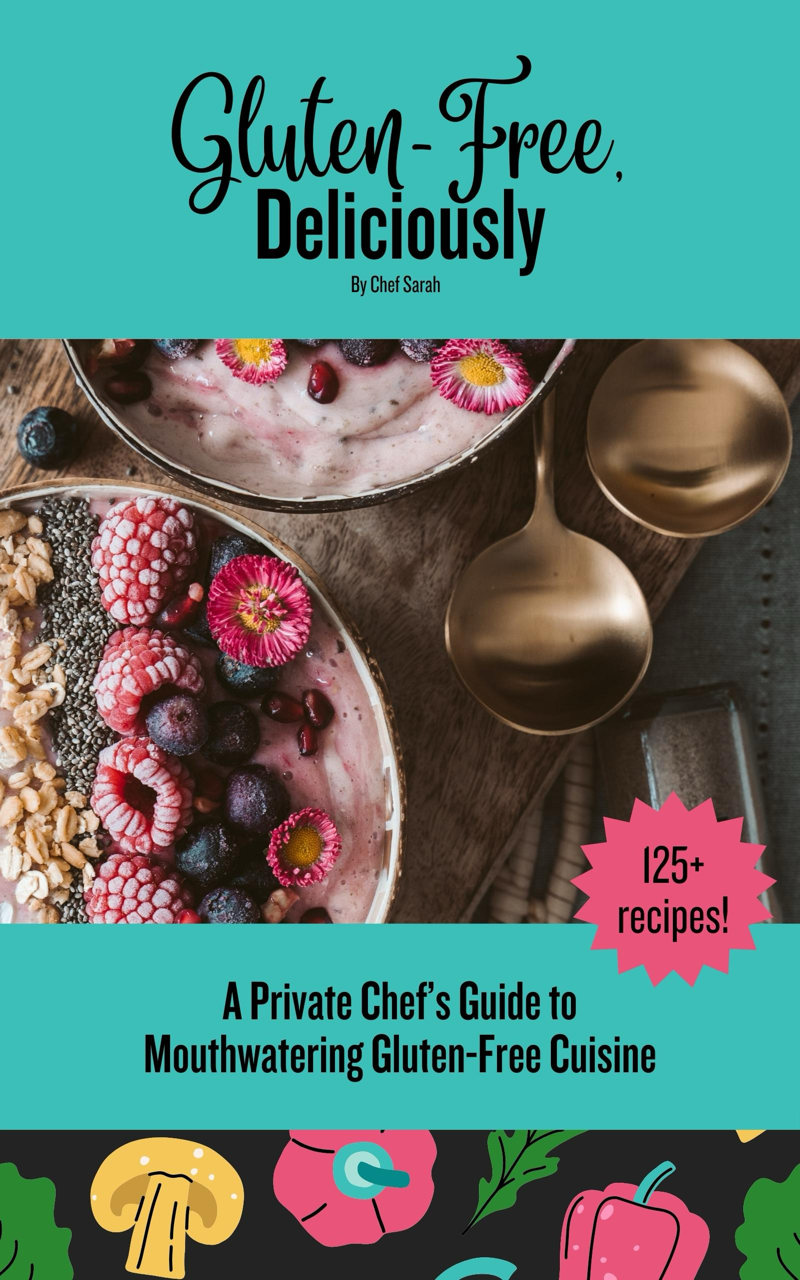 Gluten-Free,
Deliciously
By Chef Sarah
125+
recipes!
A Private Chef’s Guide to
Mouthwatering Gluten-Free Cuisine